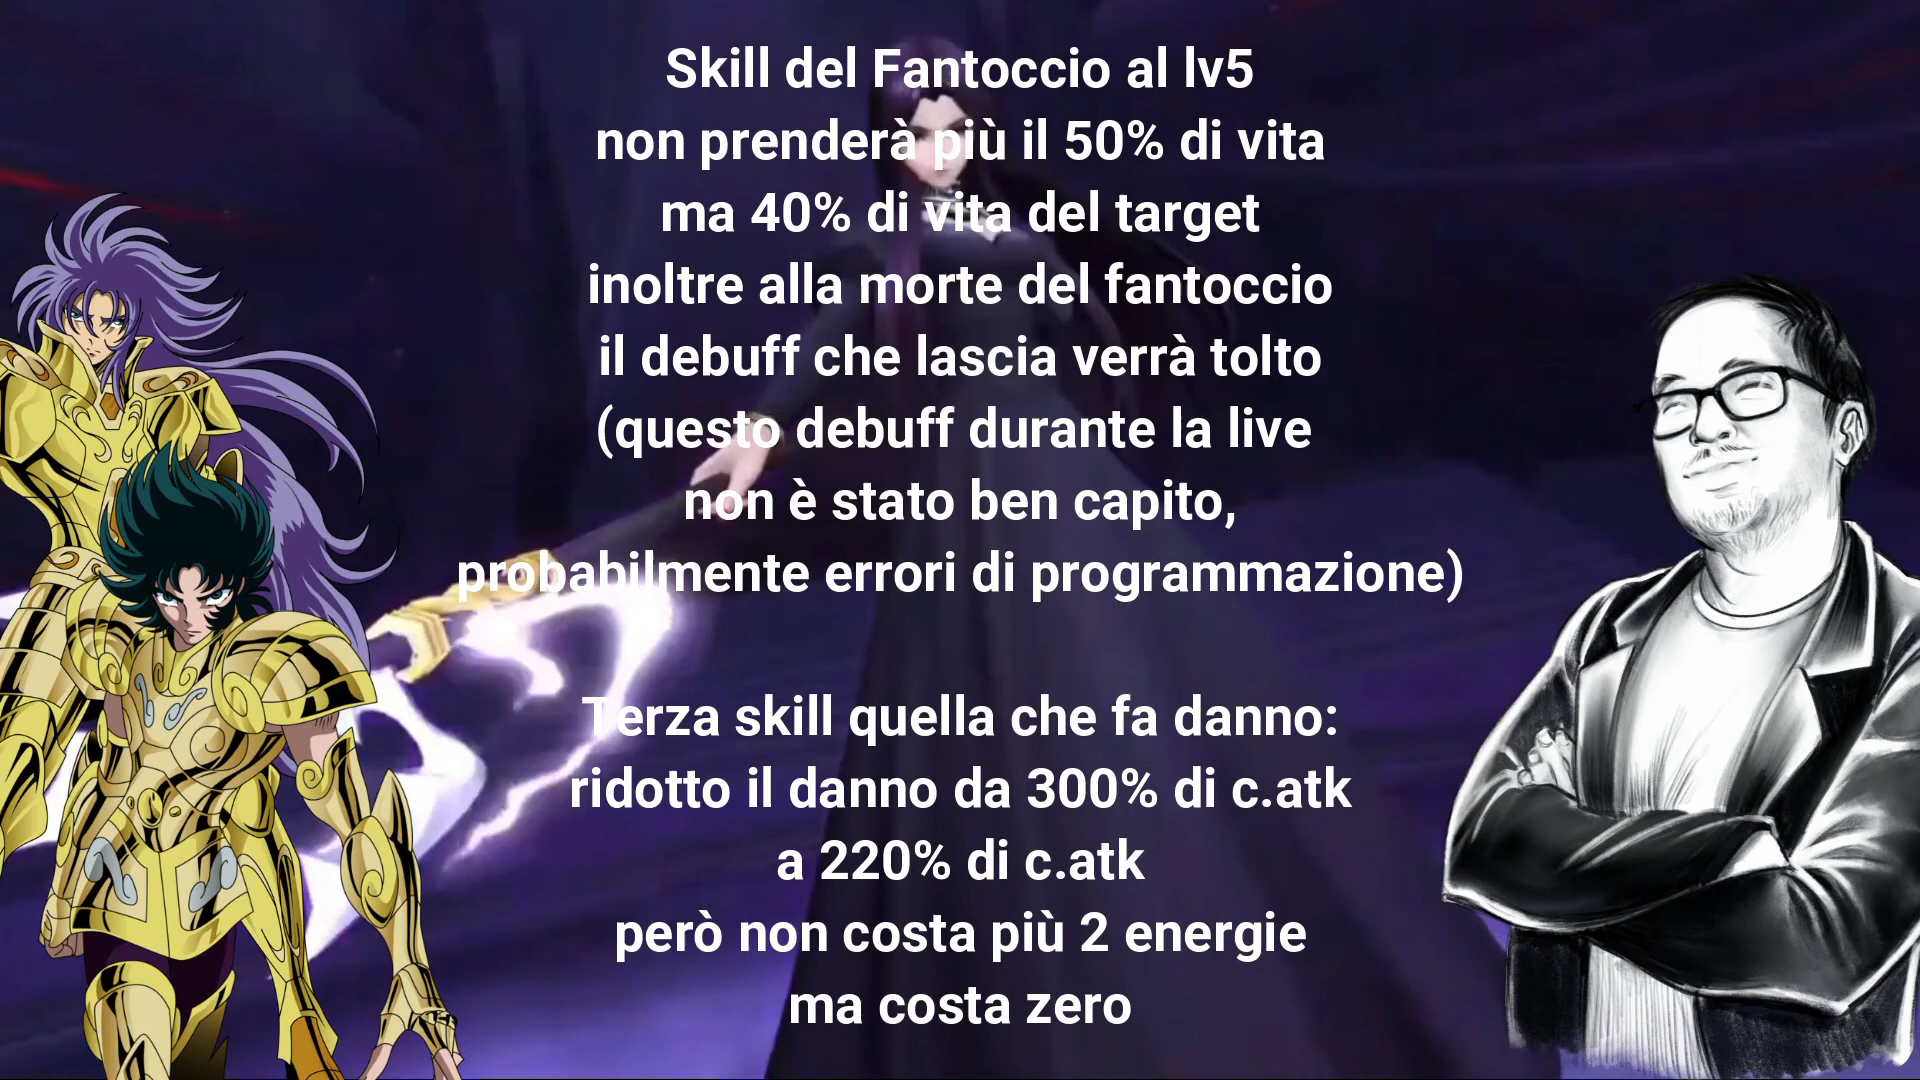 Skill del Fantoccio al lv5
non prenderà più il 50% di vita
ma 40% di vita del target
inoltre alla morte del fantoccio
il debuff che lascia verrà tolto
(questo debuff durante la live
non è stato ben capito,
probabilmente errori di programmazione)
Terza skill quella che fa danno:
ridotto il danno da 300% di c.atk
a 220% di c.atk
però non costa più 2 energie
ma costa zero